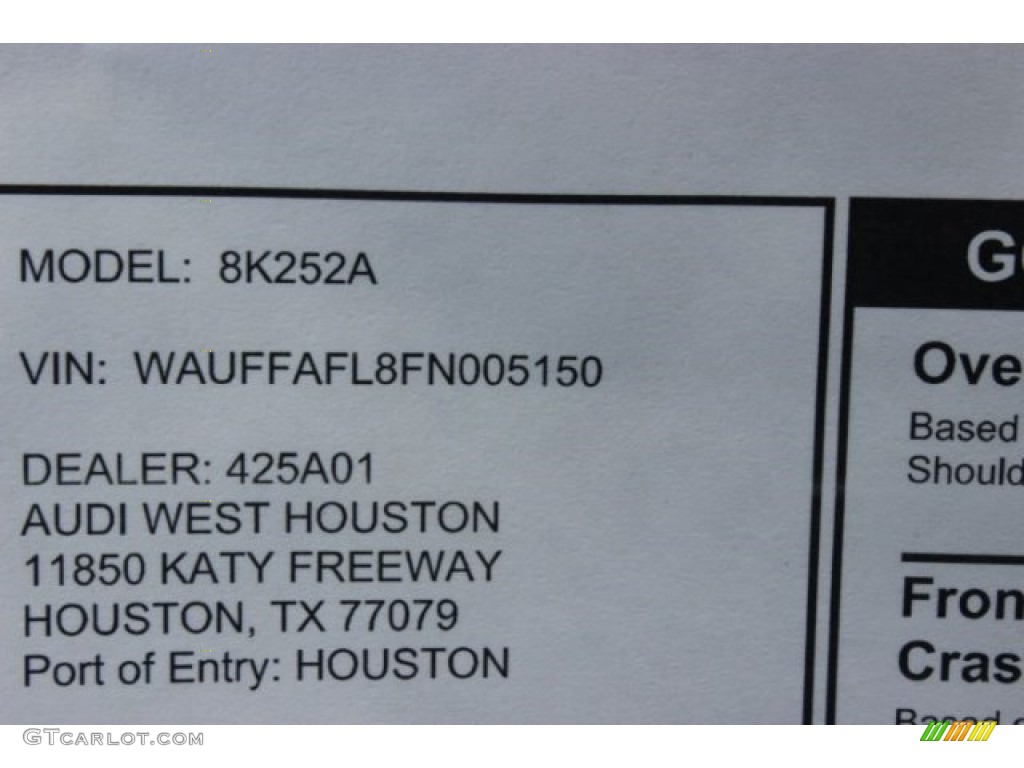 MODEL: 8K252A
VIN: WAUFFAFL8FN005150
DEALER: 425A01
AUDI WEST HOUSTON
11850 KATY FREEWAY
HOUSTON, TX 77079
Port of Entry: HOUSTON
G
Ove
Based
Should
Fron
Cras
Based
GTCARLOT.COM